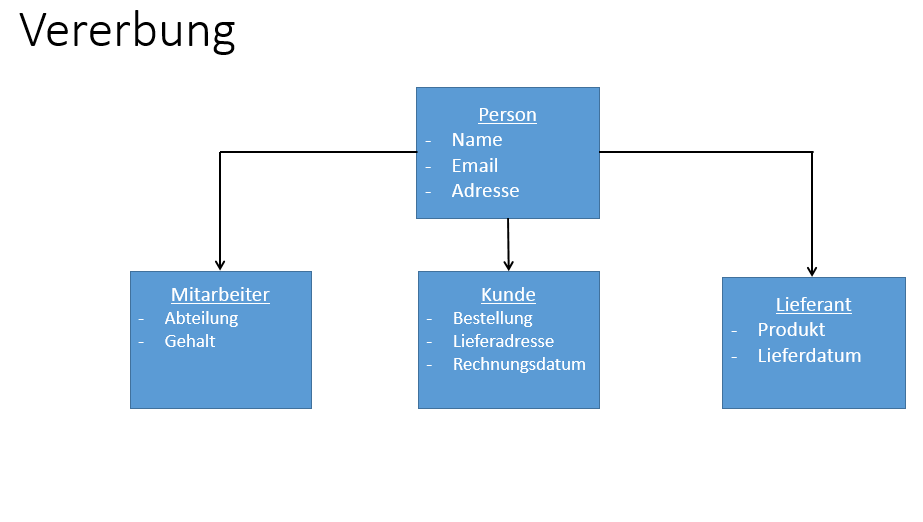 Vererbung
Person
- Name
- Email
- Adresse
Mitarbeiter
- Abteilung
- Gehalt
Kunde
- Bestellung
- Lieferadresse
- Rechnungsdatum
Lieferant
- Produkt
- Lieferdatum